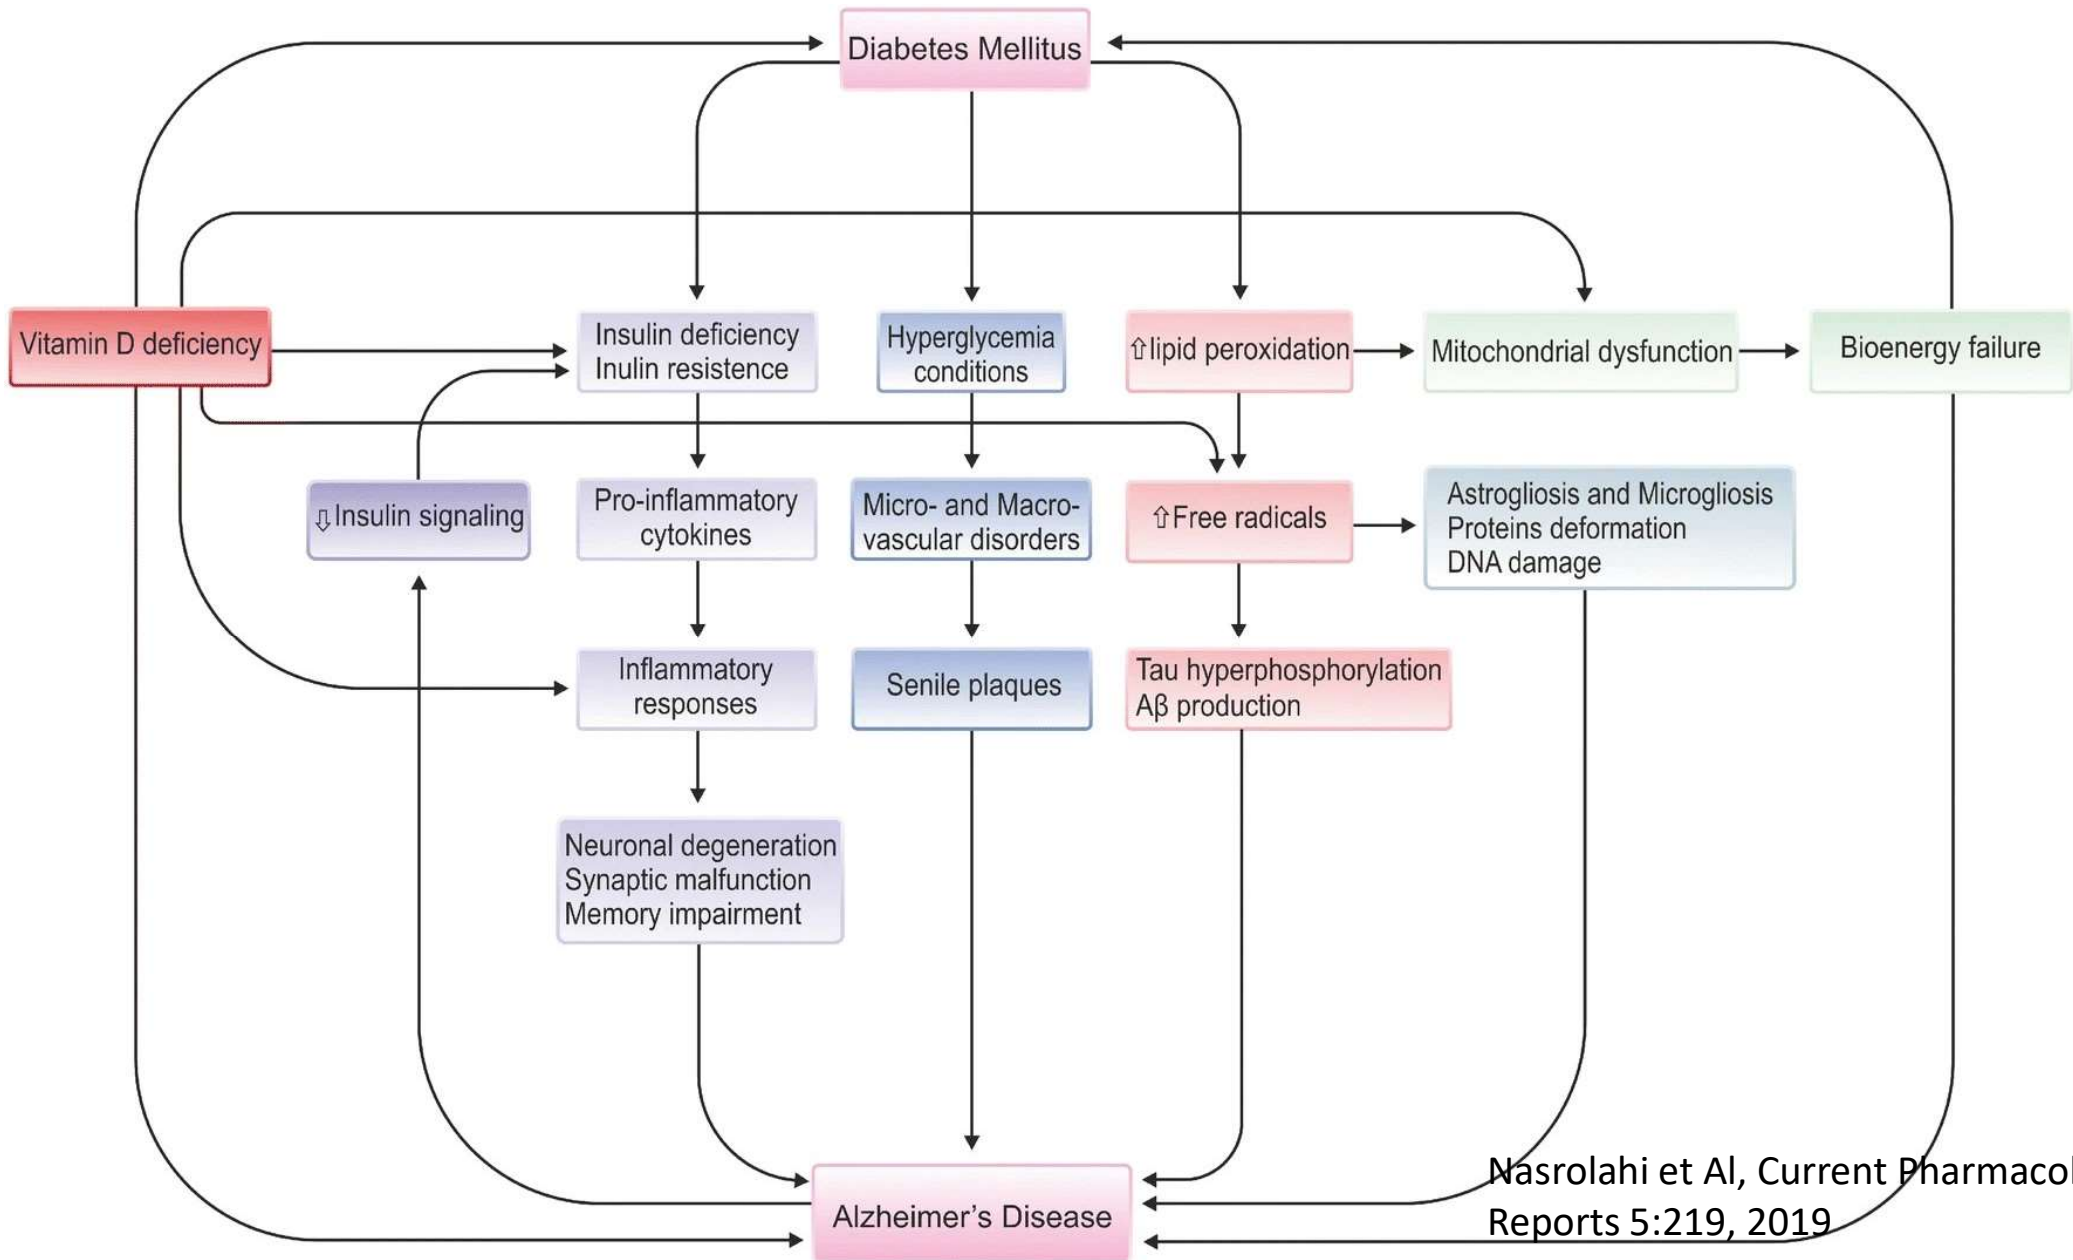 Diabetes Mellitus
Vitamin D deficiency
Insulin deficiency
Inulin resistence
Hyperglycemia
conditions
⇧lipid peroxidation
Mitochondrial dysfunction
Bioenergy failure
⇩Insulin signaling
Pro-inflammatory
cytokines
Micro- and Macro-
vascular disorders
⇧Free radicals
Astrogliosis and Microgliosis
Proteins deformation
DNA damage
Inflammatory
responses
Senile plaques
Tau hyperphosphorylation
Aβ production
Neuronal degeneration
Synaptic malfunction
Memory impairment
Alzheimer’s Disease
Nasrolahi et Al, Current Pharmacol
Reports 5:219, 2019